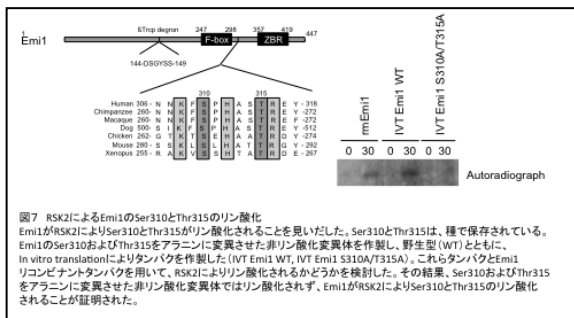 Emi1
1
βTrcp degron
247
298
357
419
447
F-box
ZBR
144-DSGYSS-149
310
315
Human 306- N N K F S P H A S T R E Y -318
Chimpanzee 260- N N K F S P H A S T R E Y -272
Macaque 260- N N K F S P H A S T R E F -272
Dog 500- S I K F S P H A S T R E Y -512
Chicken 262- G T K T S E H A A T R D Y -274
Mouse 280- S S K L S L H A T T G Y -292
Xenopus 255- R A K V S S H T A T R D E -267
rmEmi1
IVT Emi1 WT
IVT Emi1 S310A/T315A
0 30 0 30 0 30
Autoradiograph
図7 RSK2によるEmi1のSer310とThr315のリン酸化
Emi1がRSK2によりSer310とThr315がリン酸化されることを見いだした。Ser310とThr315は、種で保存されている。
Emi1のSer310およびThr315をアラニンに変異させた非リン酸化変異体を作製し、野生型(WT)とともに、
In vitro translationによりタンパクを作製した(IVT Emi1 WT, IVT Emi1 S310A/T315A)。これらタンパクとEmi1
リコンビナントタンパクを用いて、RSK2によりリン酸化されるかどうかを検討した。その結果、Ser310およびThr315
をアラニンに変異させた非リン酸化変異体ではリン酸化されず、Emi1がRSK2によりSer310とThr315のリン酸化
されることが証明された。